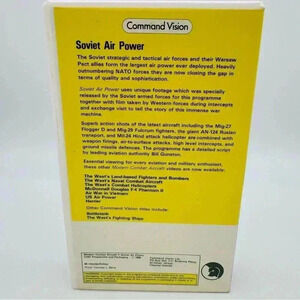 Command Vision
Soviet Air Power
The Soviet strategic and tactical air forces and their Warsaw
Pact allies form the largest air power ever deployed. Heavily
outnumbering NATO forces they are now closing the gap in
terms of quality and sophistication.
Soviet Air Power uses unique footage which was specially
released by the Soviet armed forces for this programme
together with film taken by Western forces during intercepts
and exchange visit to tell the story of this immense war
machine.
Superb action shots of the latest aircraft including the Mig-27
Flogger D and Mig-29 Fulcrum fighters, the giant AN-124 Ruslan
transport, and Mil-24 Hind attack helicopter are combined with
weapon firings, air-to-surface attacks, high level intercepts, and
ground missile defences. The programme has a detailed script
by leading aviation authority Bill Gunston.
Essential viewing for every aviation and military enthusiast,
these other Modern Combat Aircraft videos are now available:
The West's Land-based Fighters and Bombers
The West's Naval Combat Aircraft
The West's Combat Helicopters
McDonnell Douglas F-4 Phantom II
Air War in Vietnam
US Air Power
Harrier
Other Command Vision titles include:
Battletank
The West's Fighting Ships